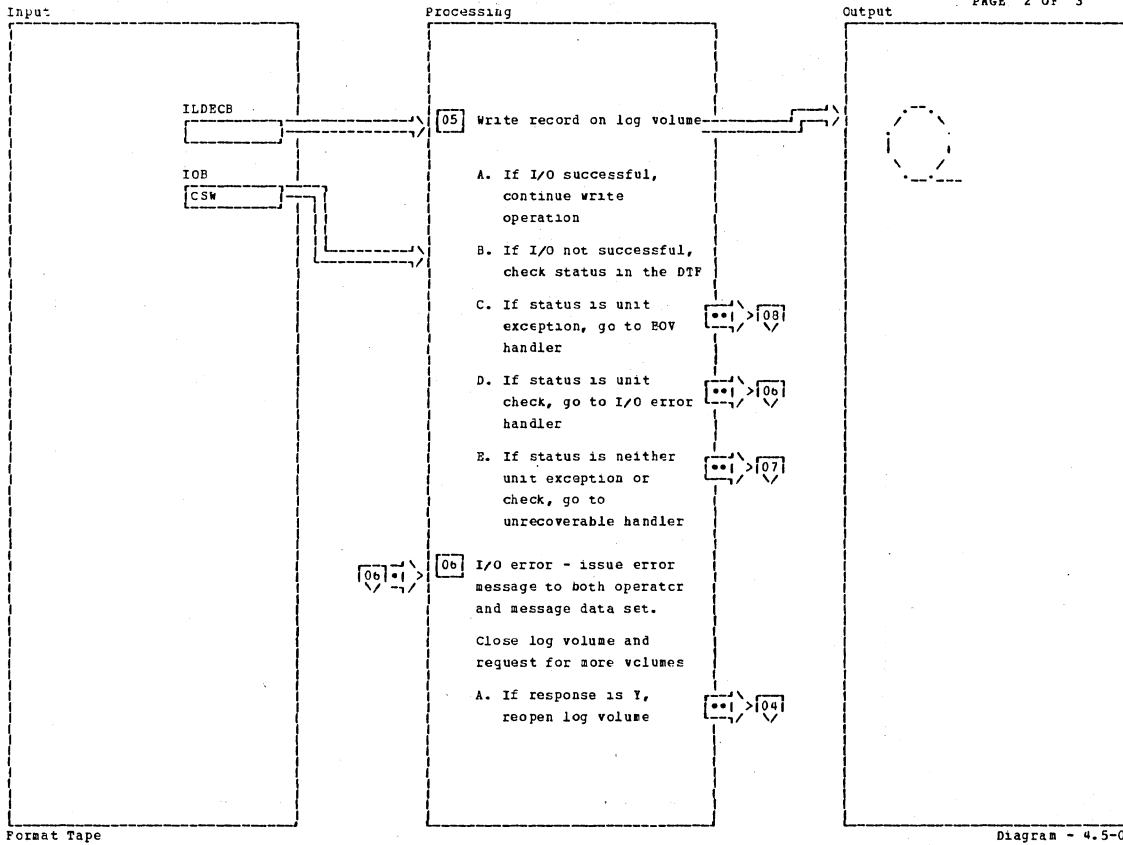 PAGE 2 OF 3
Input
Processing
Output
ILDECB
05 Write record on log volume
IOB
CSW
A. If I/O successful,
continue write
operation
B. If I/O not successful,
check status in the DTF
C. If status is unit
exception, go to EOV
handler
08
D. If status is unit
check, go to I/O error
handler
06
E. If status is neither
unit exception or
check, go to
unrecoverable handler
07
06
06 I/O error - issue error
message to both operator
and message data set.
Close log volume and
request for more volumes
A. If response is Y,
reopen log volume
04
Format Tape
Diagram - 4.5-0